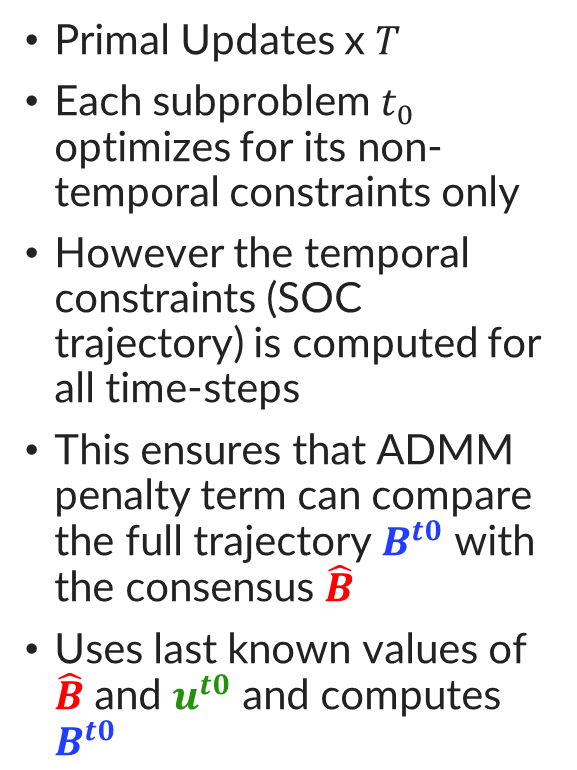 • Primal Updates x T
• Each subproblem t₀
optimizes for its non-
temporal constraints only
• However the temporal
constraints (SOC
trajectory) is computed for
all time-steps
• This ensures that ADMM
penalty term can compare
the full trajectory Bᵗ⁰ with
the consensus B̂
• Uses last known values of
B̂ and uᵗ⁰ and computes
Bᵗ⁰